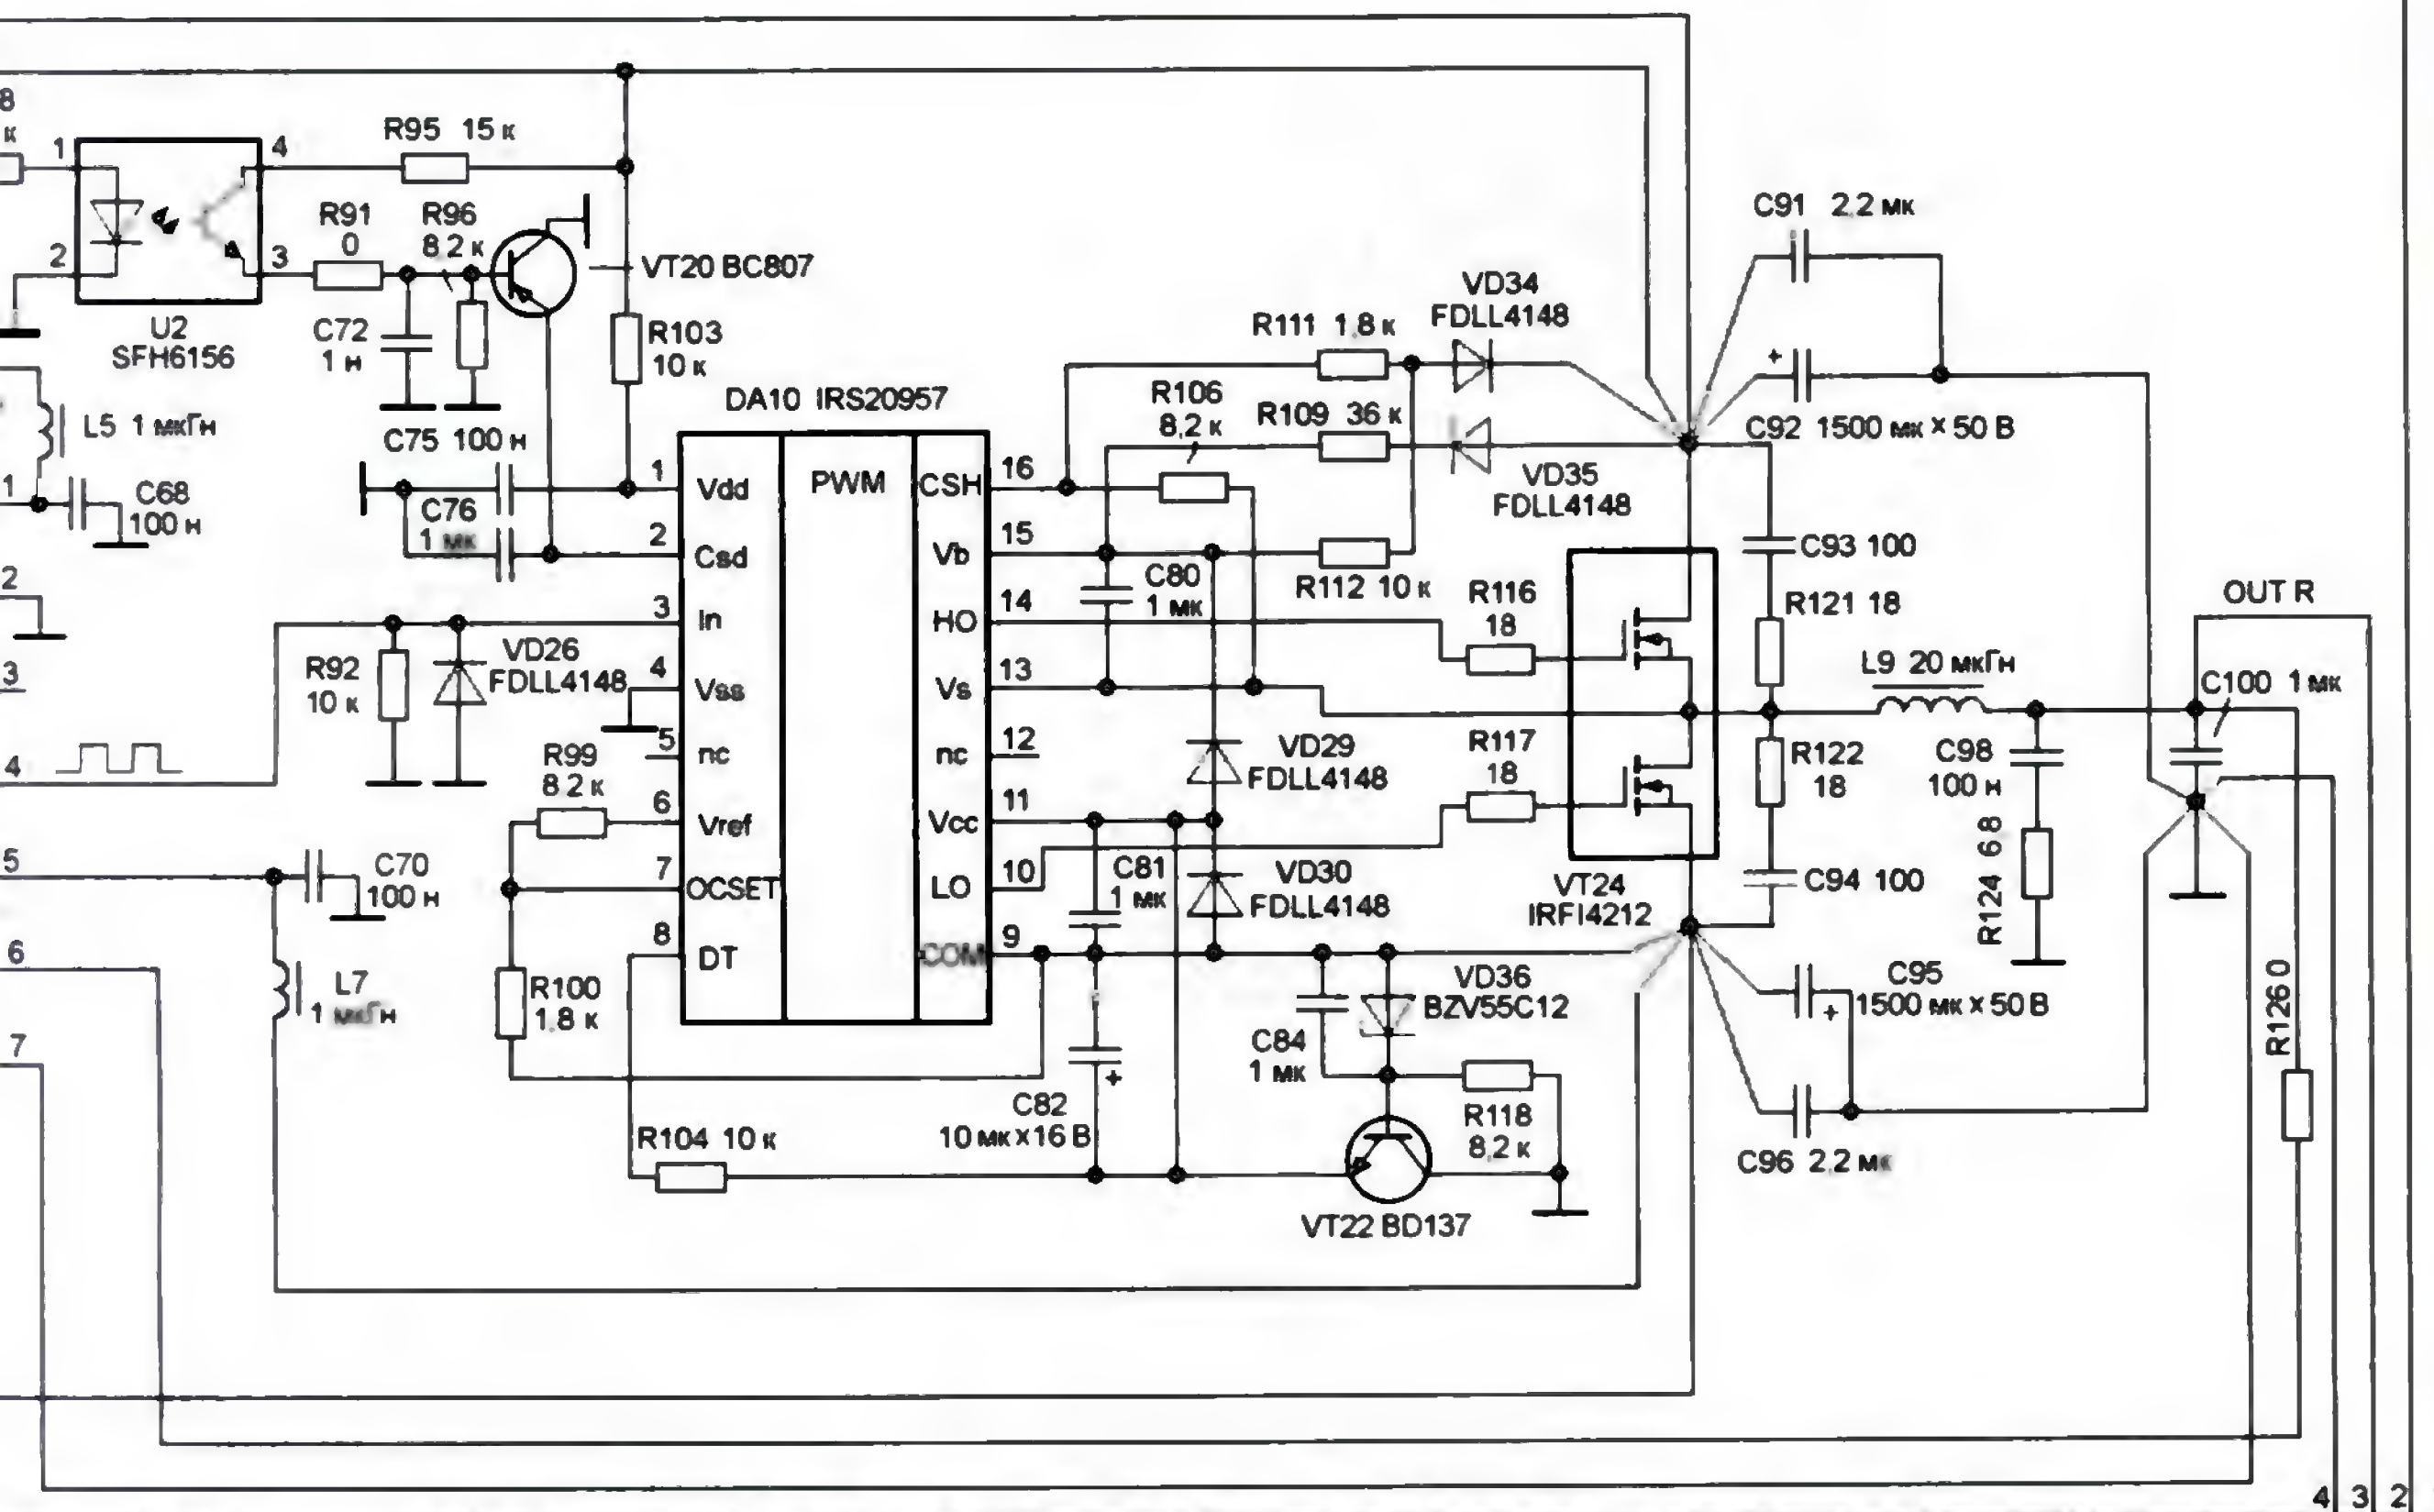 8
к
1
4
R95 15 к
2
3
R91
0
R96
8,2 к
VT20 BC807
U2
SFH6156
C72
1 н
R103
10 к
L5 1 мкГн
C75 100 н
1
C68
100 н
C76
1 мк
DA10 IRS20957
PWM
1
Vdd
2
Csd
3
In
4
Vss
5
nc
6
Vref
7
OCSET
8
DT
16
CSH
15
Vb
14
HO
13
Vs
12
nc
11
Vcc
10
LO
9
COM
2
3
4
5
6
7
R92
10 к
VD26
FDLL4148
R99
8,2 к
C70
100 н
L7
1 мкГн
R100
1,8 к
R104 10 к
C82
10 мк x 16 В
+
C81
1 мк
C80
1 мк
R106
8,2 к
R111 1,8 к
R109 36 к
R112 10 к
VD34
FDLL4148
VD35
FDLL4148
VD29
FDLL4148
VD30
FDLL4148
R116
18
R117
18
VT24
IRFI4212
VD36
BZV55C12
C84
1 мк
R118
8,2 к
VT22 BD137
C91 2,2 мк
+
C92 1500 мк x 50 В
C93 100
R121 18
R122
18
C94 100
C95
1500 мк x 50 В
+
C96 2,2 мк
L9 20 мкГн
C98
100 н
R124 68
OUT R
C100 1 мк
R126 0
4
3
2